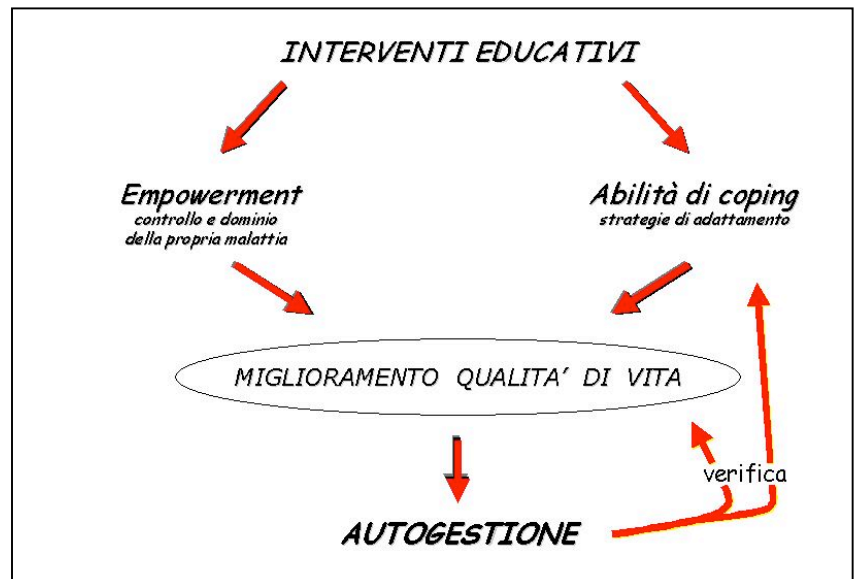 INTERVENTI EDUCATIVI
Empowerment
controllo e dominio
della propria malattia
Abilità di coping
strategie di adattamento
MIGLIORAMENTO QUALITA' DI VITA
verifica
AUTOGESTIONE